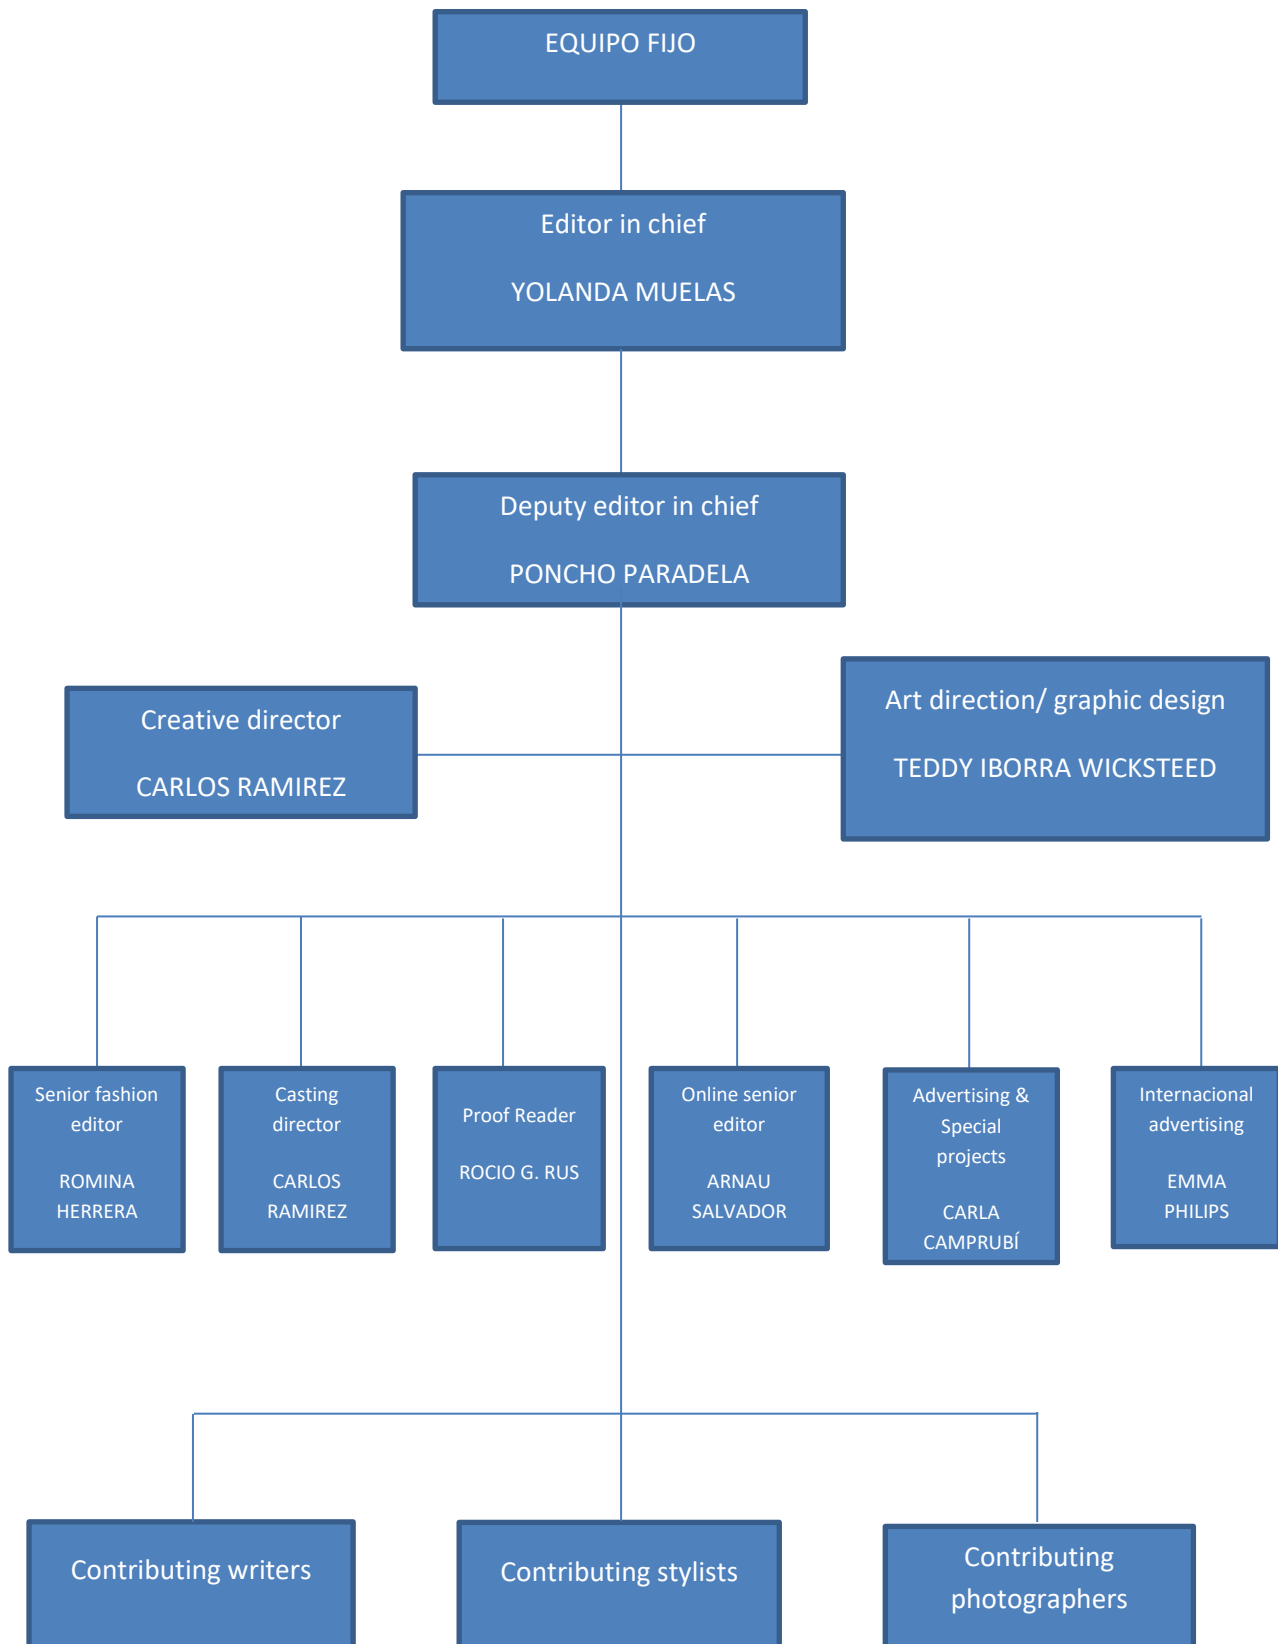 EQUIPO FIJO
Editor in chief
YOLANDA MUELAS
Deputy editor in chief
PONCHO PARADELA
Creative director
CARLOS RAMIREZ
Art direction/ graphic design
TEDDY IBORRA WICKSTEED
Senior fashion
editor
ROMINA
HERRERA
Casting
director
CARLOS
RAMIREZ
Proof Reader
ROCIO G. RUS
Online senior
editor
ARNAU
SALVADOR
Advertising &
Special
projects
CARLA
CAMPRUBÍ
Internacional
advertising
EMMA
PHILIPS
Contributing writers
Contributing stylists
Contributing
photographers